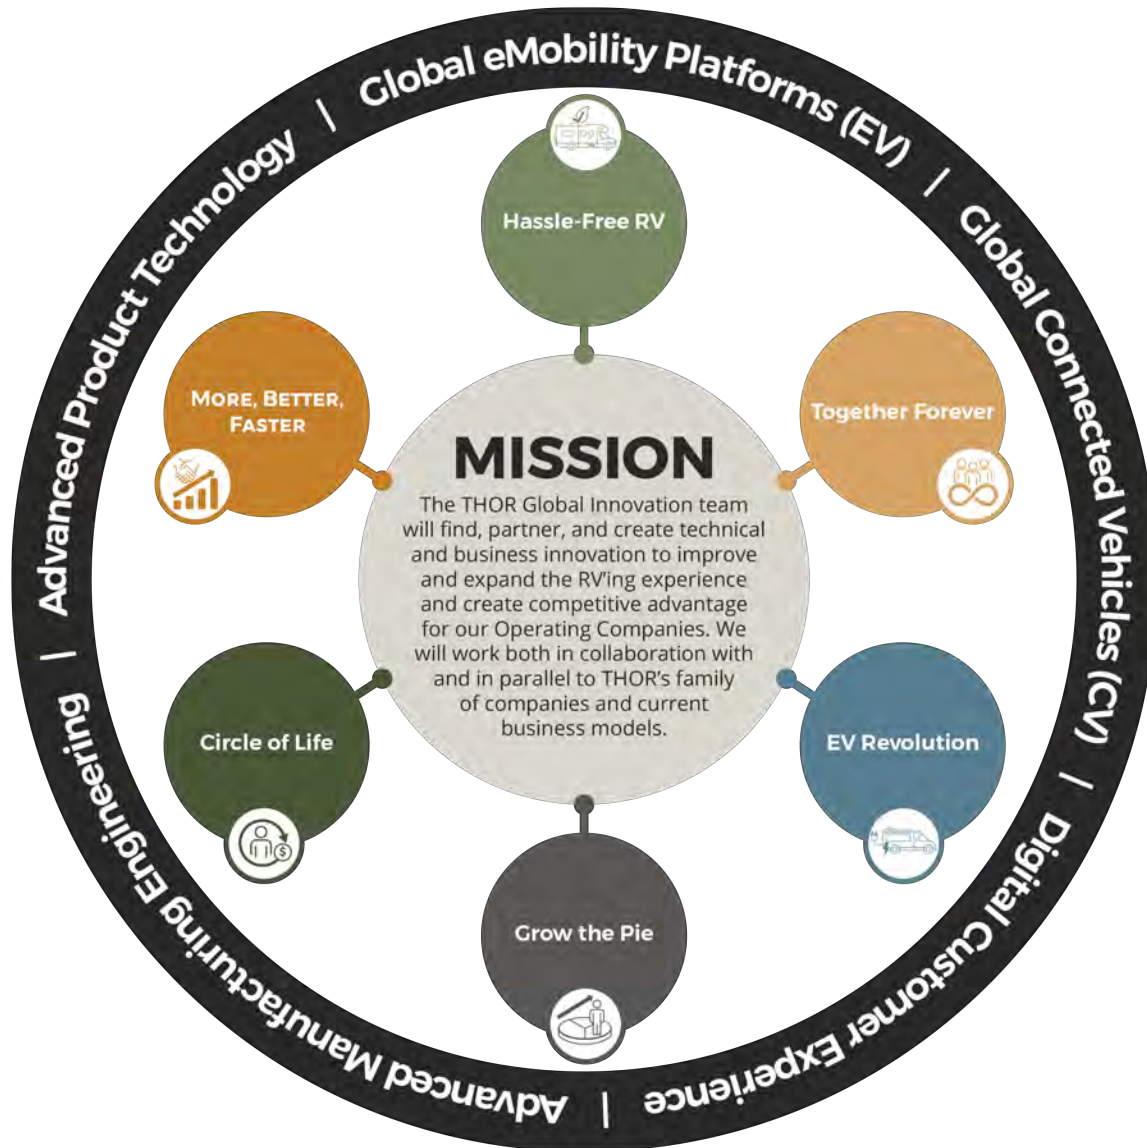 Global eMobility Platforms (EV) | Global Connected Vehicles (CV) | Digital Customer Experience | Advanced Manufacturing Engineering | Advanced Product Technology |
Hassle-Free RV
MORE, BETTER,
FASTER
Together Forever
MISSION
The THOR Global Innovation team
will find, partner, and create technical
and business innovation to improve
and expand the RV'ing experience
and create competitive advantage
for our Operating Companies. We
will work both in collaboration with
and in parallel to THOR's family
of companies and current
business models.
Circle of Life
$
EV Revolution
Grow the Pie